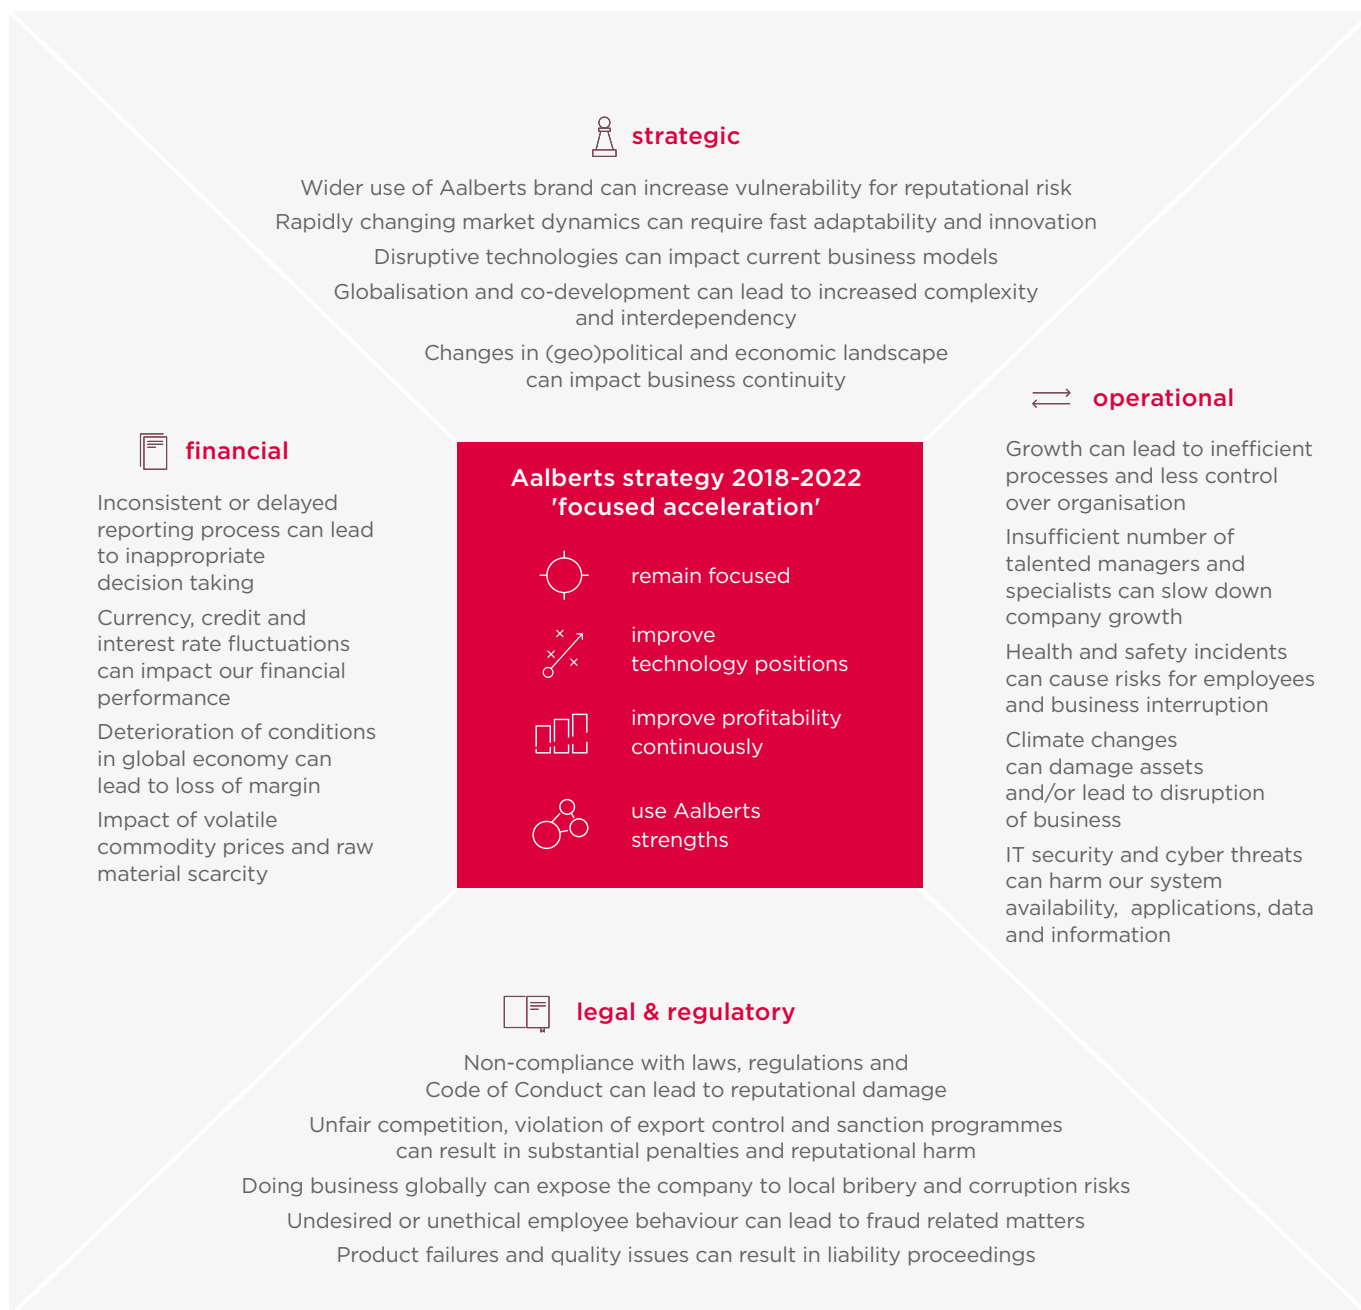 strategic
Wider use of Aalberts brand can increase vulnerability for reputational risk
Rapidly changing market dynamics can require fast adaptability and innovation
Disruptive technologies can impact current business models
Globalisation and co-development can lead to increased complexity
and interdependency
Changes in (geo)political and economic landscape
can impact business continuity
financial
Inconsistent or delayed
reporting process can lead
to inappropriate
decision taking
Currency, credit and
interest rate fluctuations
can impact our financial
performance
Deterioration of conditions
in global economy can
lead to loss of margin
Impact of volatile
commodity prices and raw
material scarcity
Aalberts strategy 2018-2022
'focused acceleration'
remain focused
improve
technology positions
improve profitability
continuously
use Aalberts
strengths
operational
Growth can lead to inefficient
processes and less control
over organisation
Insufficient number of
talented managers and
specialists can slow down
company growth
Health and safety incidents
can cause risks for employees
and business interruption
Climate changes
can damage assets
and/or lead to disruption
of business
IT security and cyber threats
can harm our system
availability, applications, data
and information
legal & regulatory
Non-compliance with laws, regulations and
Code of Conduct can lead to reputational damage
Unfair competition, violation of export control and sanction programmes
can result in substantial penalties and reputational harm
Doing business globally can expose the company to local bribery and corruption risks
Undesired or unethical employee behaviour can lead to fraud related matters
Product failures and quality issues can result in liability proceedings